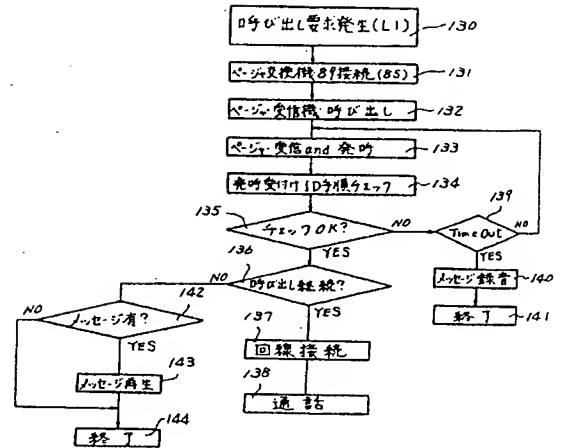 呼び出し要求発生(L1)
130
ページャ交換機89接続(85)
131
ページャ・受信機・呼び出し
132
ページャ・受信and発呼
133
発呼受付けID手順チェック
134
135
チェックOK?
NO
139
Time Out
NO
YES
136
YES
NO
呼び出し継続?
メッセージ録音
140
142
NO
メッセージ有?
YES
137
終了
141
YES
回線接続
143
メッセージ再生
138
通話
144
終了